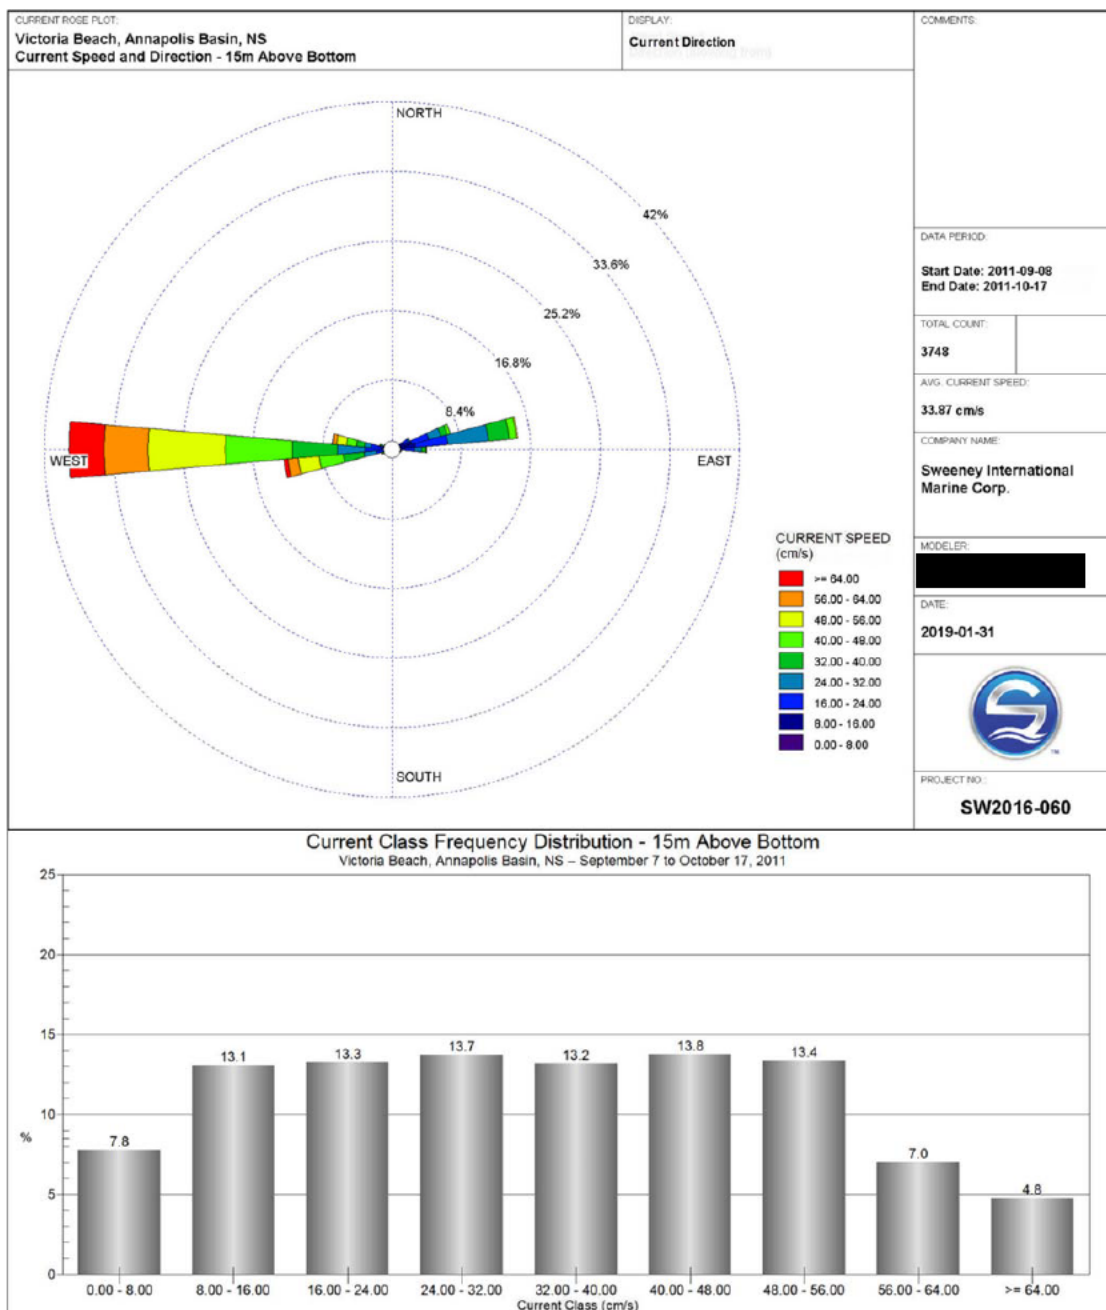 CURRENT ROSE PLOT:
Victoria Beach, Annapolis Basin, NS
Current Speed and Direction - 15m Above Bottom
DISPLAY:
Current Direction
COMMENTS:
NORTH
42%
33.6%
25.2%
16.8%
8.4%
WEST
EAST
SOUTH
CURRENT SPEED
(cm/s)
>= 64.00
56.00 - 64.00
48.00 - 56.00
40.00 - 48.00
32.00 - 40.00
24.00 - 32.00
16.00 - 24.00
8.00 - 16.00
0.00 - 8.00
DATA PERIOD:
Start Date: 2011-09-08
End Date: 2011-10-17
TOTAL COUNT:
3748
AVG. CURRENT SPEED:
33.87 cm/s
COMPANY NAME:
Sweeney International
Marine Corp.
MODELER:
DATE:
2019-01-31
TM
PROJECT NO.:
SW2016-060
Current Class Frequency Distribution - 15m Above Bottom
Victoria Beach, Annapolis Basin, NS – September 7 to October 17, 2011
25
20
15
10
5
0
%
7.8
13.1
13.3
13.7
13.2
13.8
13.4
7.0
4.8
0.00 - 8.00
8.00 - 16.00
16.00 - 24.00
24.00 - 32.00
32.00 - 40.00
40.00 - 48.00
48.00 - 56.00
56.00 - 64.00
>= 64.00
Current Class (cm/s)